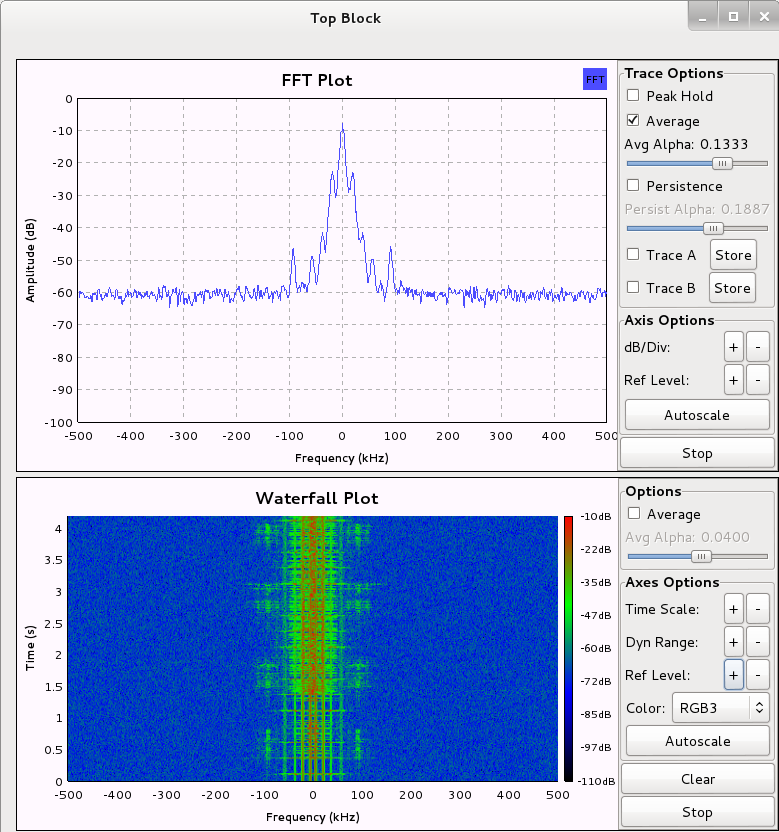 Top Block
FFT Plot
FFT
Amplitude (dB)
0
-10
-20
-30
-40
-50
-60
-70
-80
-90
-100
-500 -400 -300 -200 -100 0 100 200 300 400 500
Frequency (kHz)
Trace Options
Peak Hold
Average
Avg Alpha: 0.1333
Persistence
Persist Alpha: 0.1887
Trace A Store
Trace B Store
Axis Options
dB/Div: + -
Ref Level: + -
Autoscale
Stop
Waterfall Plot
Time (s)
4
3.5
3
2.5
2
1.5
1
0.5
0
-500 -400 -300 -200 -100 0 100 200 300 400 500
Frequency (kHz)
-10dB
-22dB
-35dB
-47dB
-60dB
-72dB
-85dB
-97dB
-110dB
Options
Average
Avg Alpha: 0.0400
Axes Options
Time Scale: + -
Dyn Range: + -
Ref Level: + -
Color: RGB3
Autoscale
Clear
Stop